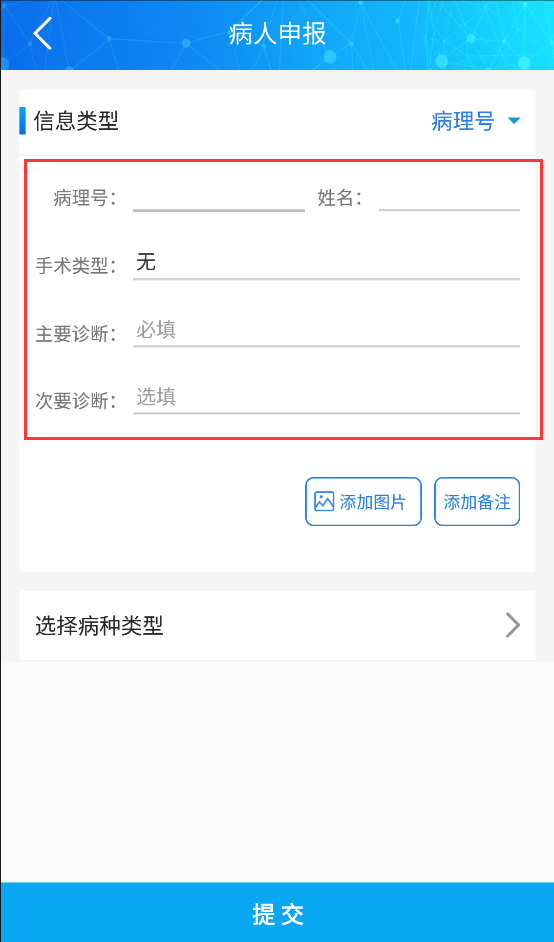 病人申报
信息类型 病理号
病理号： 姓名：
手术类型： 无
主要诊断： 必填
次要诊断： 选填
添加图片 添加备注
选择病种类型
提交